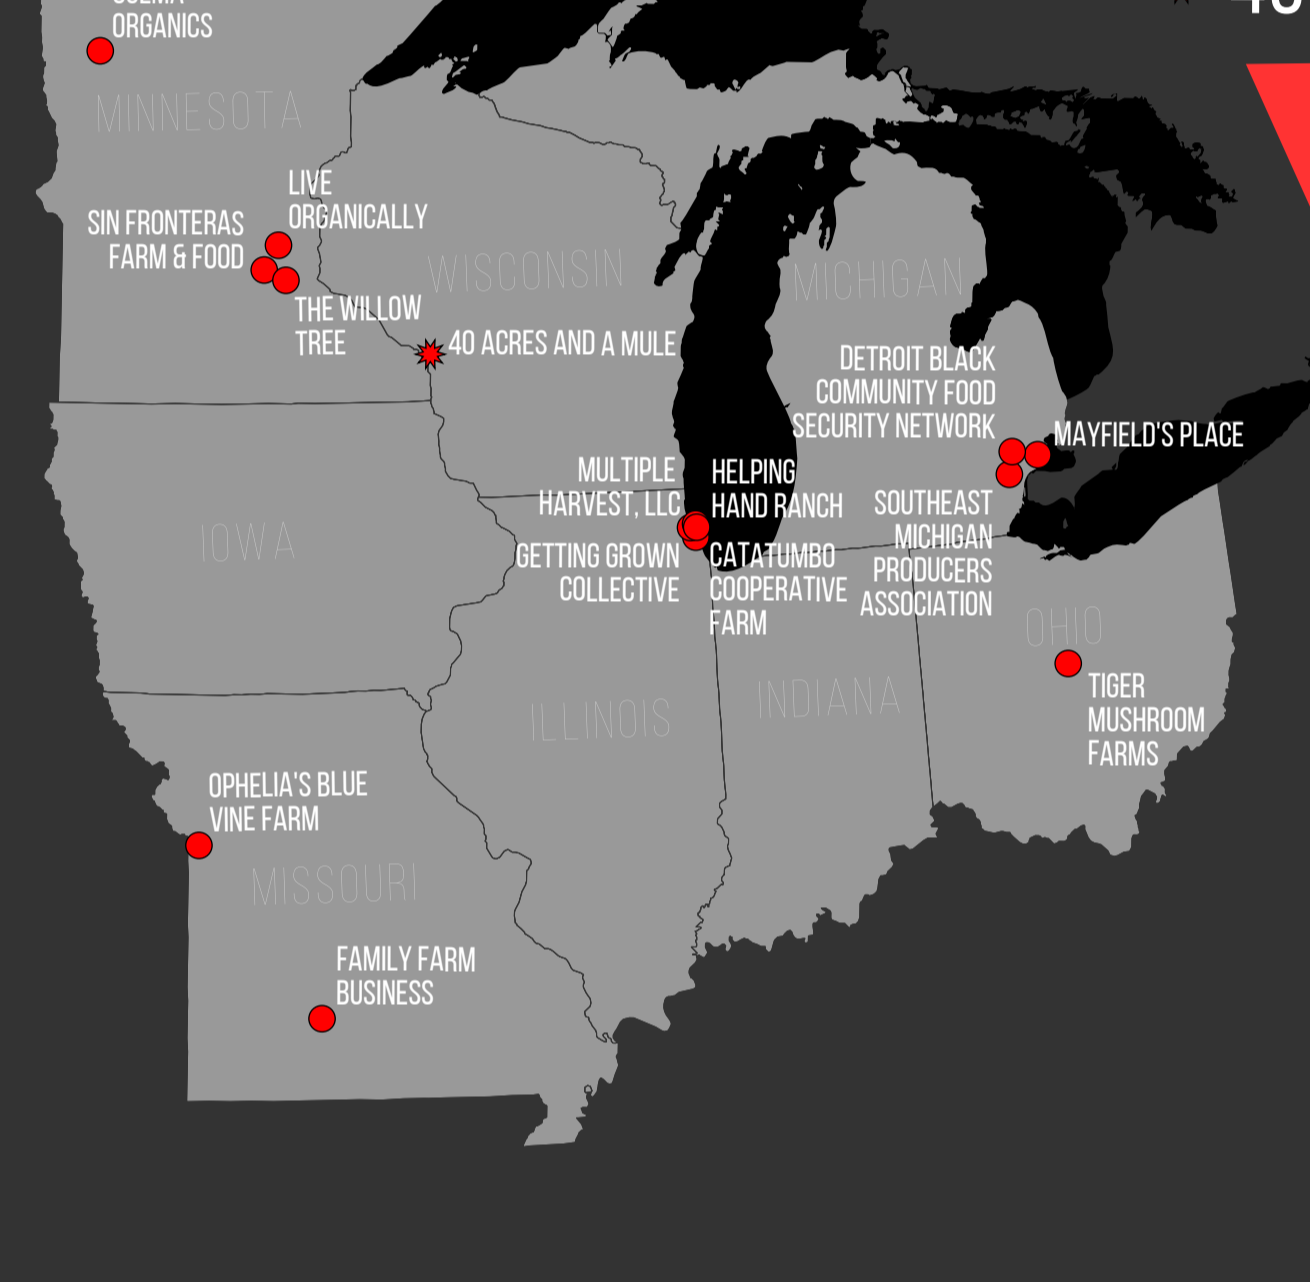 ORGANICS
MINNESOTA
LIVE
ORGANICALLY
SIN FRONTERAS
FARM & FOOD
THE WILLOW
TREE
WISCONSIN
40 ACRES AND A MULE
MICHIGAN
DETROIT BLACK
COMMUNITY FOOD
SECURITY NETWORK
MAYFIELD'S PLACE
MULTIPLE
HARVEST, LLC
HELPING
HAND RANCH
GETTING GROWN
COLLECTIVE
CATATUMBO
COOPERATIVE
FARM
SOUTHEAST
MICHIGAN
PRODUCERS
ASSOCIATION
IOWA
OHIO
TIGER
MUSHROOM
FARMS
ILLINOIS
INDIANA
OPHELIA'S BLUE
VINE FARM
MISSOURI
FAMILY FARM
BUSINESS